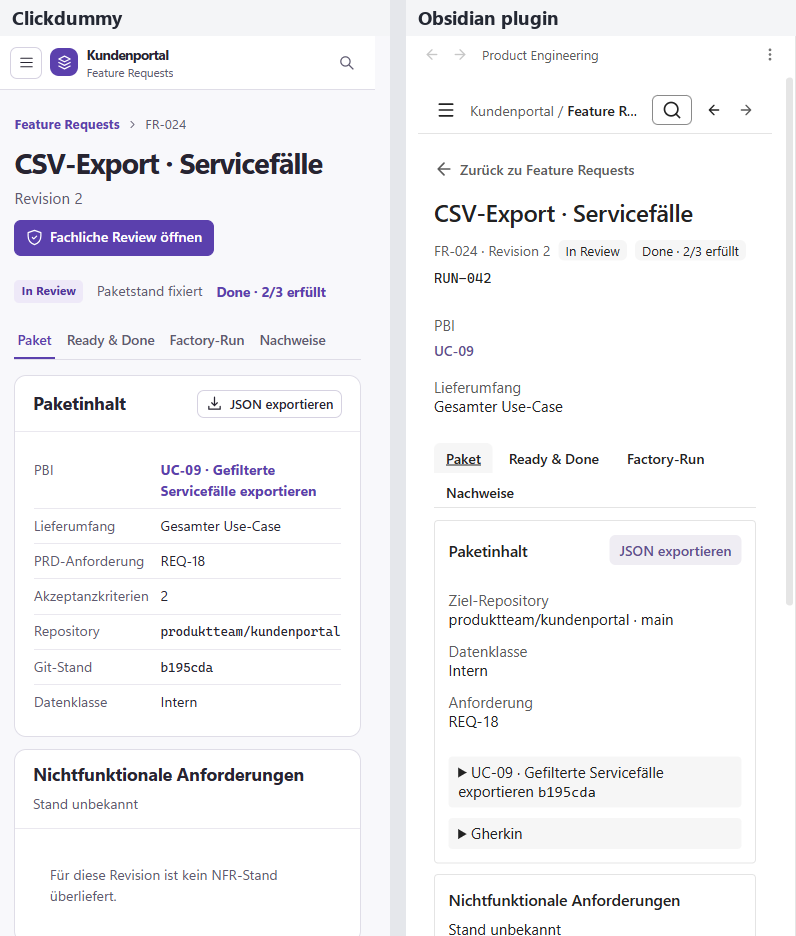 Clickdummy
Kundenportal
Feature Requests
Feature Requests › FR-024
CSV-Export · Servicefälle
Revision 2
Fachliche Review öffnen
In Review Paketstand fixiert Done · 2/3 erfüllt
Paket Ready & Done Factory-Run Nachweise
Paketinhalt JSON exportieren
PBI UC-09 · Gefilterte
Servicefälle exportieren
Lieferumfang Gesamter Use-Case
PRD-Anforderung REQ-18
Akzeptanzkriterien 2
Repository produktteam/kundenportal
Git-Stand b195cda
Datenklasse Intern
Nichtfunktionale Anforderungen
Stand unbekannt
Für diese Revision ist kein NFR-Stand
überliefert.
Obsidian plugin
Product Engineering
Kundenportal / Feature R...
Zurück zu Feature Requests
CSV-Export · Servicefälle
FR-024 · Revision 2 In Review Done · 2/3 erfüllt
RUN-042
PBI
UC-09
Lieferumfang
Gesamter Use-Case
Paket Ready & Done Factory-Run
Nachweise
Paketinhalt JSON exportieren
Ziel-Repository
produktteam/kundenportal · main
Datenklasse
Intern
Anforderung
REQ-18
UC-09 · Gefilterte Servicefälle
exportieren b195cda
Gherkin
Nichtfunktionale Anforderungen
Stand unbekannt